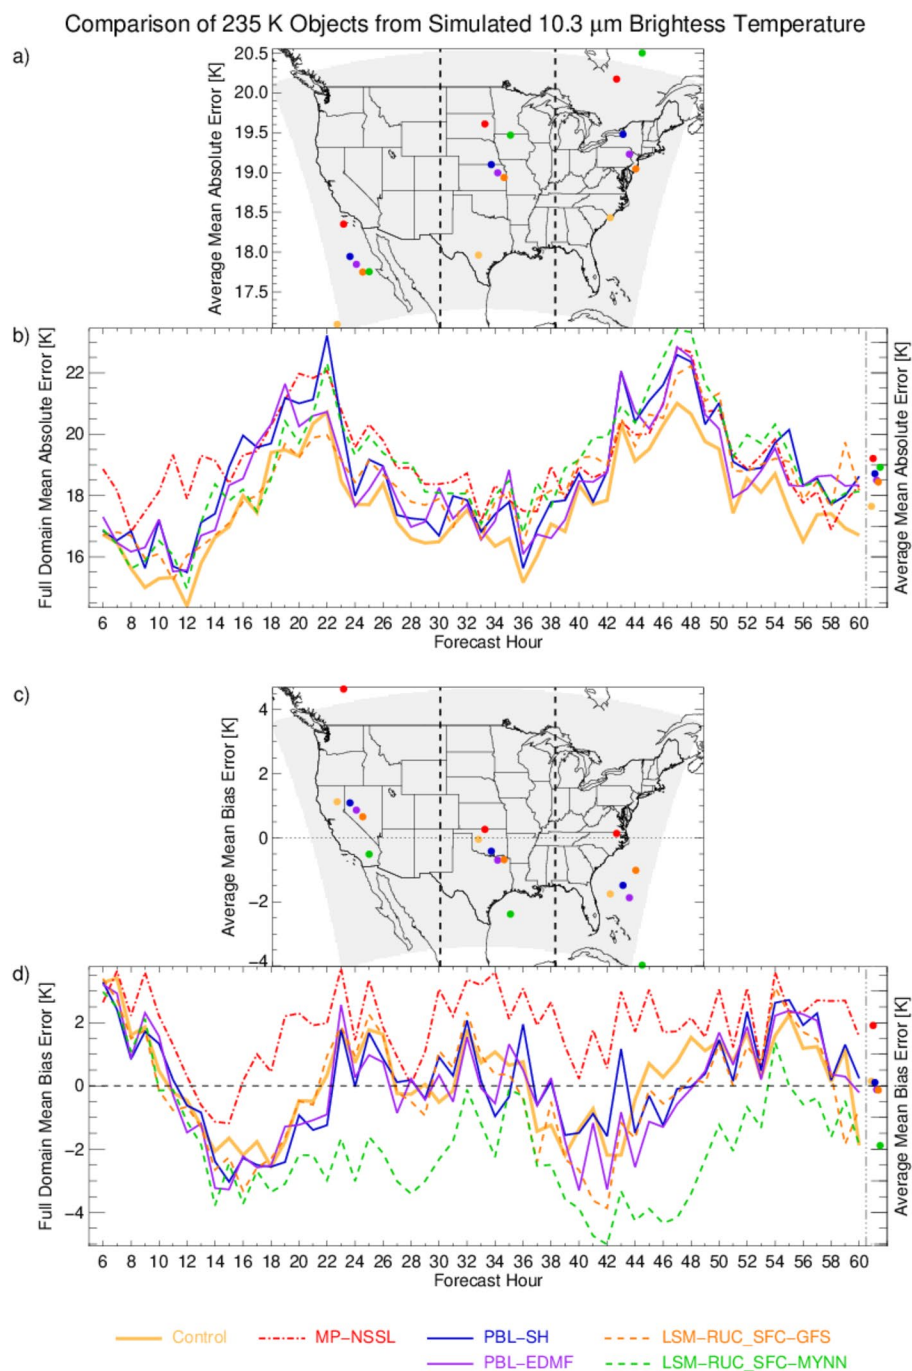 Comparison of 235 K Objects from Simulated 10.3 μm Brightess Temperature
a)
Average Mean Absolute Error [K]
20.5
20.0
19.5
19.0
18.5
18.0
17.5
b)
Full Domain Mean Absolute Error [K]
22
20
18
16
Average Mean Absolute Error [K]
6 8 10 12 14 16 18 20 22 24 26 28 30 32 34 36 38 40 42 44 46 48 50 52 54 56 58 60
Forecast Hour
c)
Average Mean Bias Error [K]
4
2
0
−2
−4
d)
Full Domain Mean Bias Error [K]
2
0
−2
−4
Average Mean Bias Error [K]
6 8 10 12 14 16 18 20 22 24 26 28 30 32 34 36 38 40 42 44 46 48 50 52 54 56 58 60
Forecast Hour
Control MP−NSSL PBL−SH LSM−RUC_SFC−GFS
PBL−EDMF LSM−RUC_SFC−MYNN